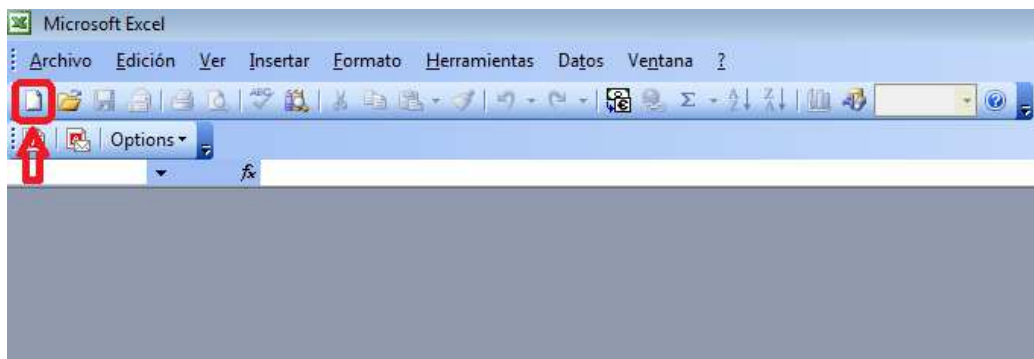 Microsoft Excel
Archivo Edición Ver Insertar Formato Herramientas Datos Ventana ?
Options
fx